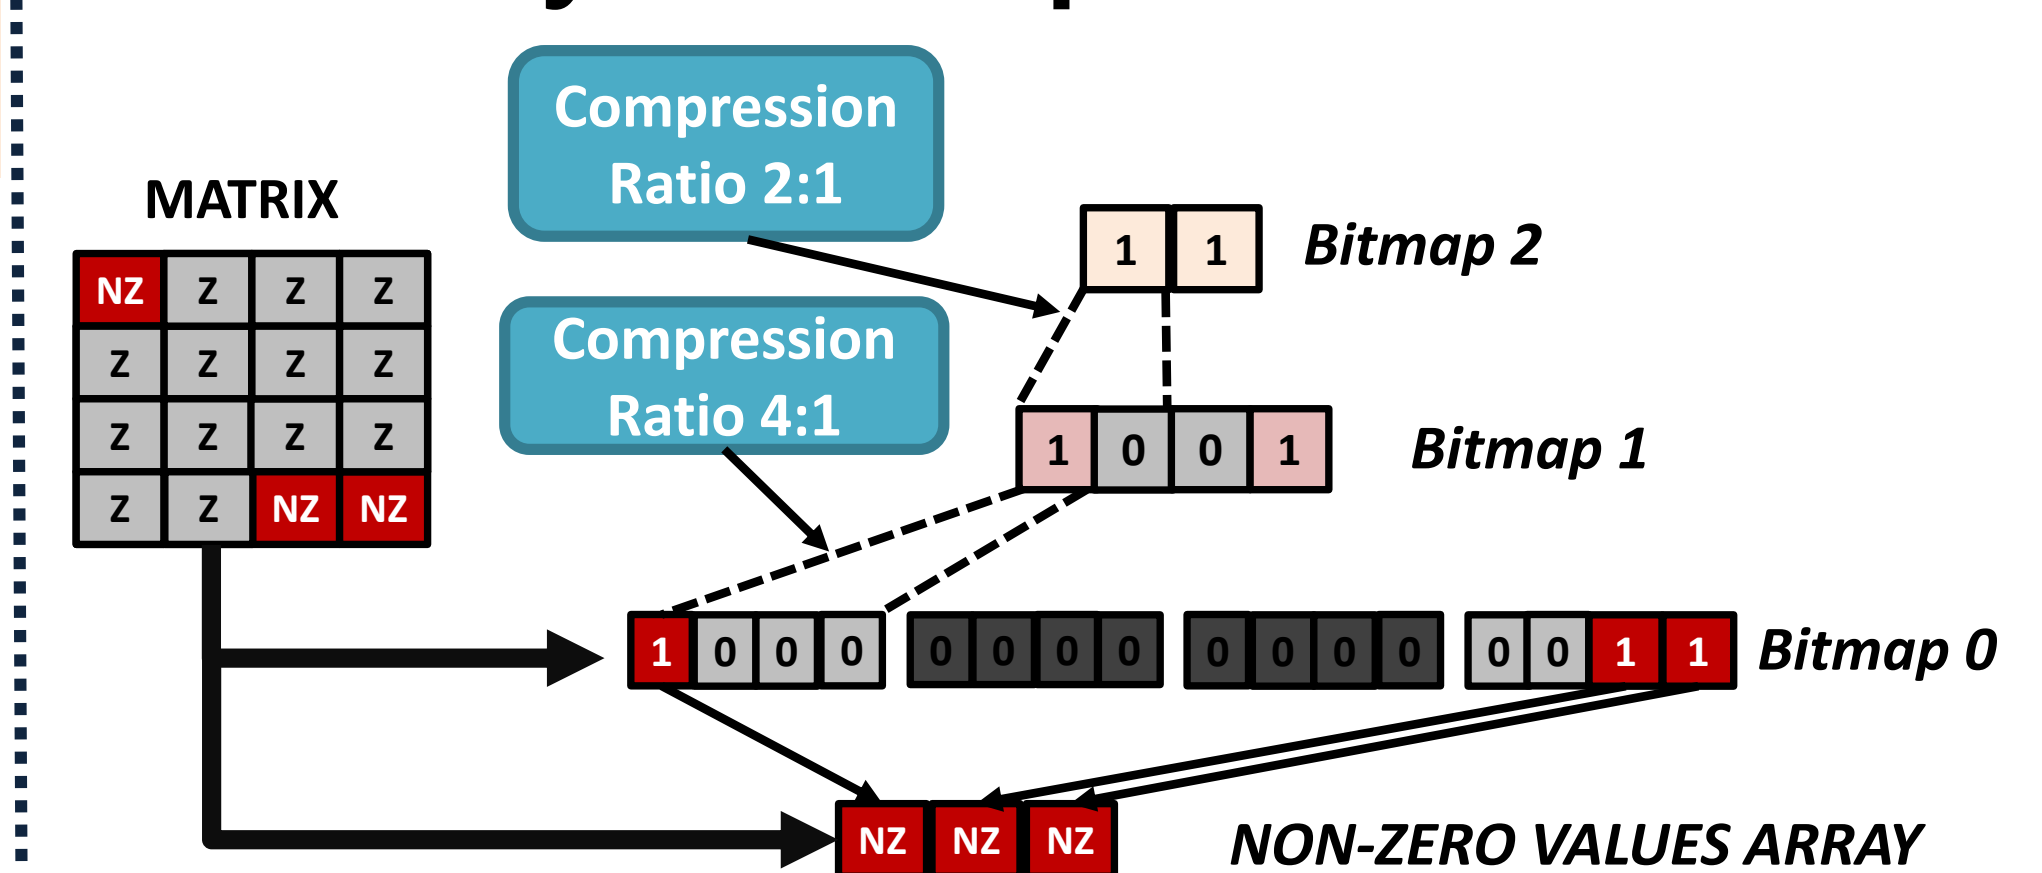 Compression
Ratio 2:1
MATRIX
1 1 Bitmap 2
NZ Z Z Z
Z Z Z Z
Z Z Z Z
Z Z NZ NZ
Compression
Ratio 4:1
1 0 0 1 Bitmap 1
1 0 0 0 0 0 0 0 0 0 0 0 0 0 1 1 Bitmap 0
NZ NZ NZ NON-ZERO VALUES ARRAY